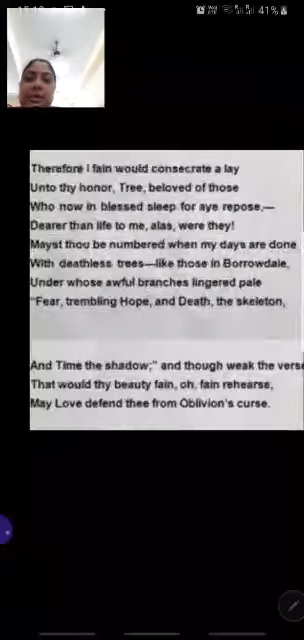 15:18
41%
Therefore I fain would consecrate a lay
Unto thy honor, Tree, beloved of those
Who now in blessed sleep for aye repose,—
Dearer than life to me, alas, were they!
Mayst thou be numbered when my days are done
With deathless trees—like those in Borrowdale,
Under whose awful branches lingered pale
"Fear, trembling Hope, and Death, the skeleton,
And Time the shadow;" and though weak the verse
That would thy beauty fain, oh, fain rehearse,
May Love defend thee from Oblivion's curse.